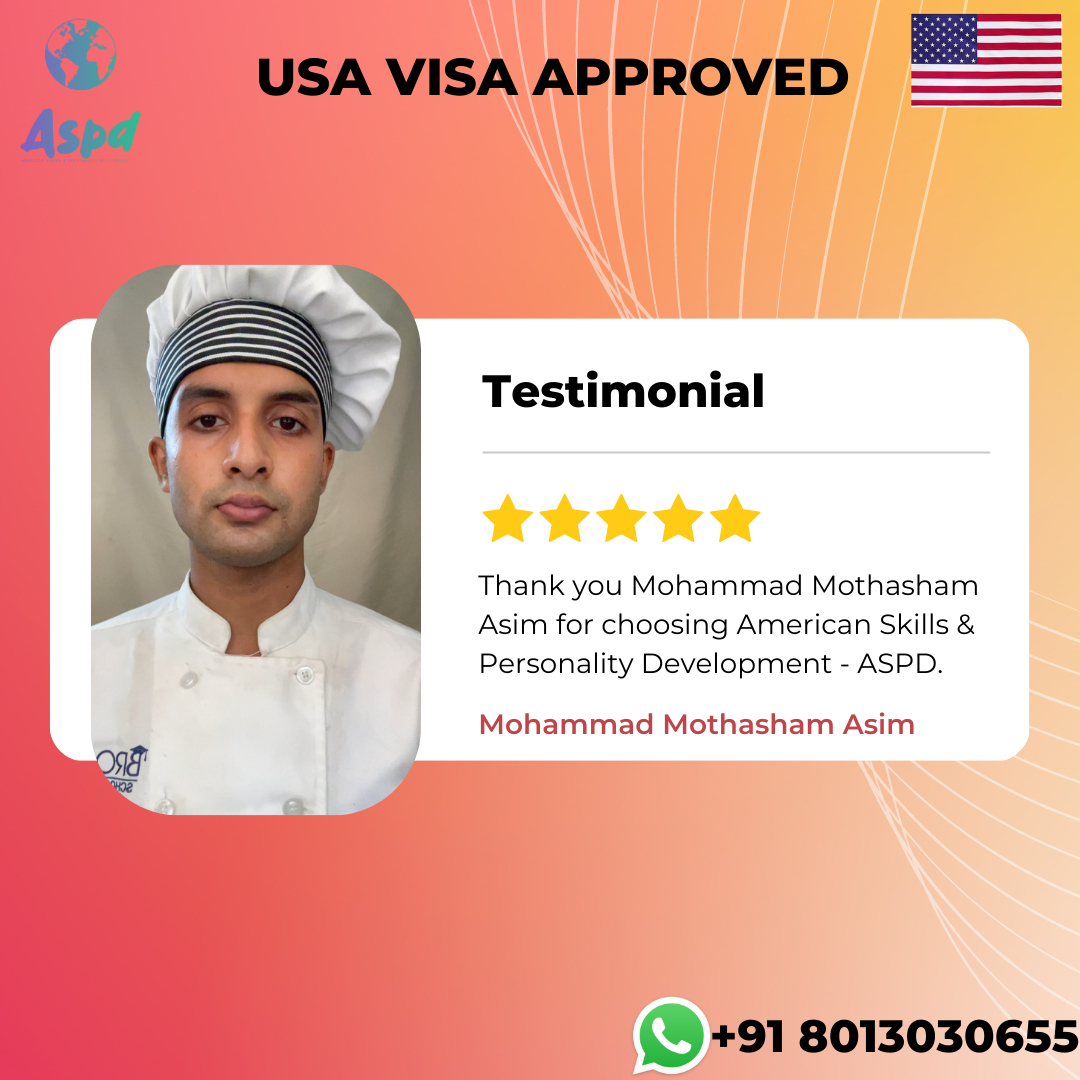 USA VISA APPROVED
Aspd
Testimonial
Thank you Mohammad Mothasham
Asim for choosing American Skills &
Personality Development - ASPD.
Mohammad Mothasham Asim
+91 8013030655